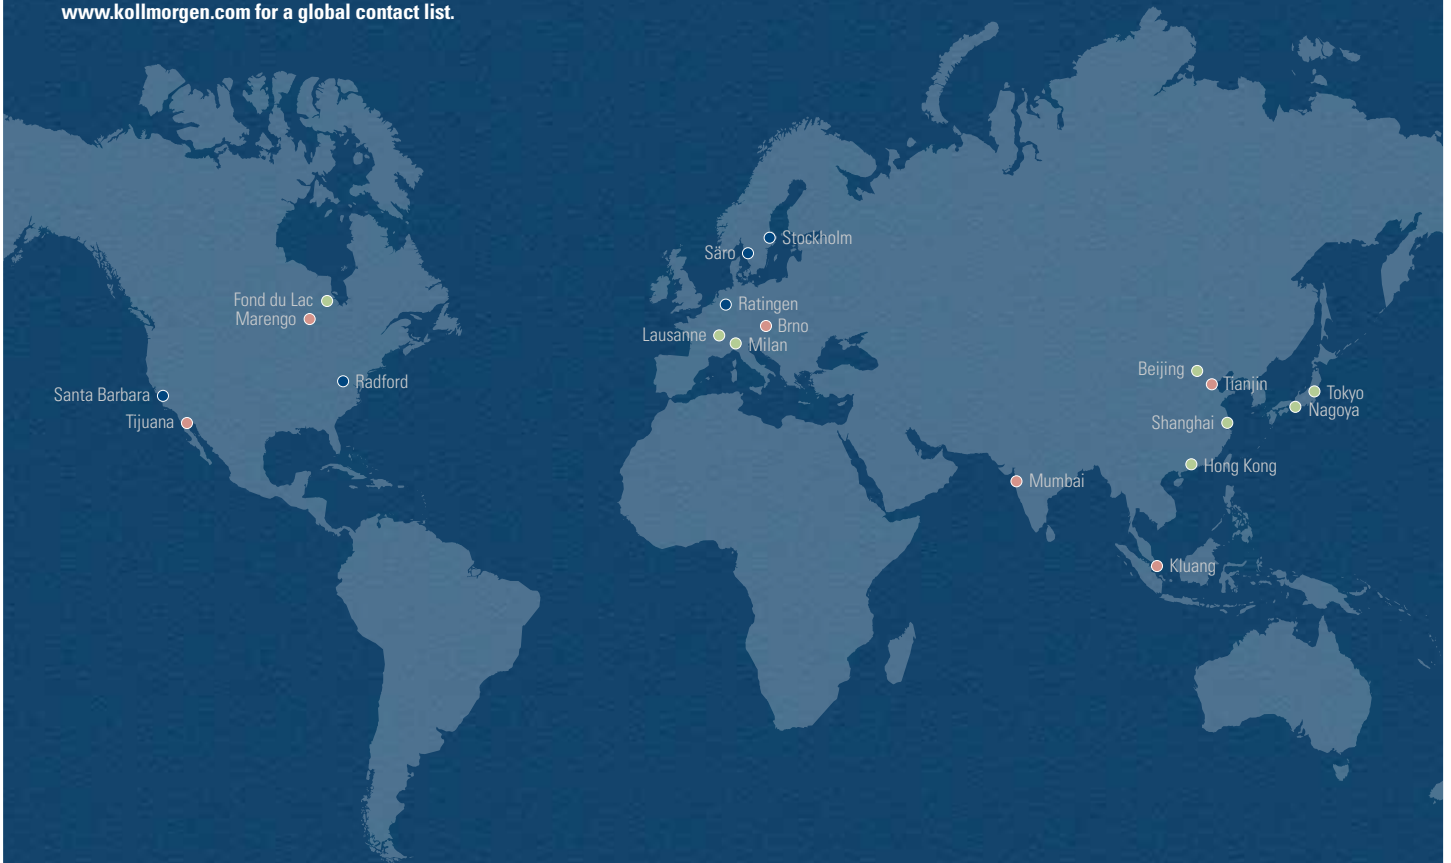 www.kollmorgen.com for a global contact list.
Stockholm
Säro
Fond du Lac
Ratingen
Marengo
Brno
Lausanne
Milan
Beijing
Radford
Tianjin
Santa Barbara
Tokyo
Nagoya
Tijuana
Shanghai
Hong Kong
Mumbai
Kluang